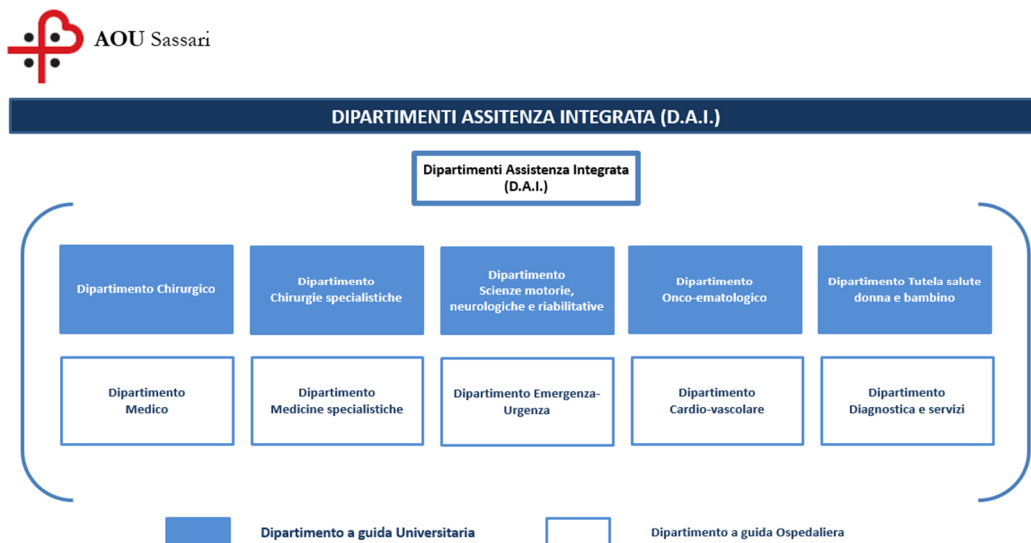 AOU Sassari
DIPARTIMENTI ASSITENZA INTEGRATA (D.A.I.)
Dipartimenti Assistenza Integrata
(D.A.I.)
Dipartimento Chirurgico
Dipartimento
Chirurgie specialistiche
Dipartimento
Scienze motorie,
neurologiche e riabilitative
Dipartimento
Onco-ematologico
Dipartimento Tutela salute
donna e bambino
Dipartimento
Medico
Dipartimento
Medicine specialistiche
Dipartimento Emergenza-
Urgenza
Dipartimento
Cardio-vascolare
Dipartimento
Diagnostica e servizi
Dipartimento a guida Universitaria
Dipartimento a guida Ospedaliera